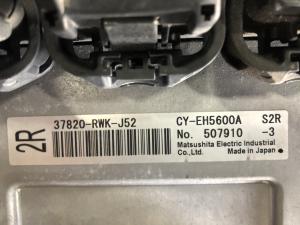 2R
37820-RWK-J52 CY-EH5600A S2R
No. 507910 -3
Matsushita Electric Industrial
Co.,Ltd. Made in Japan